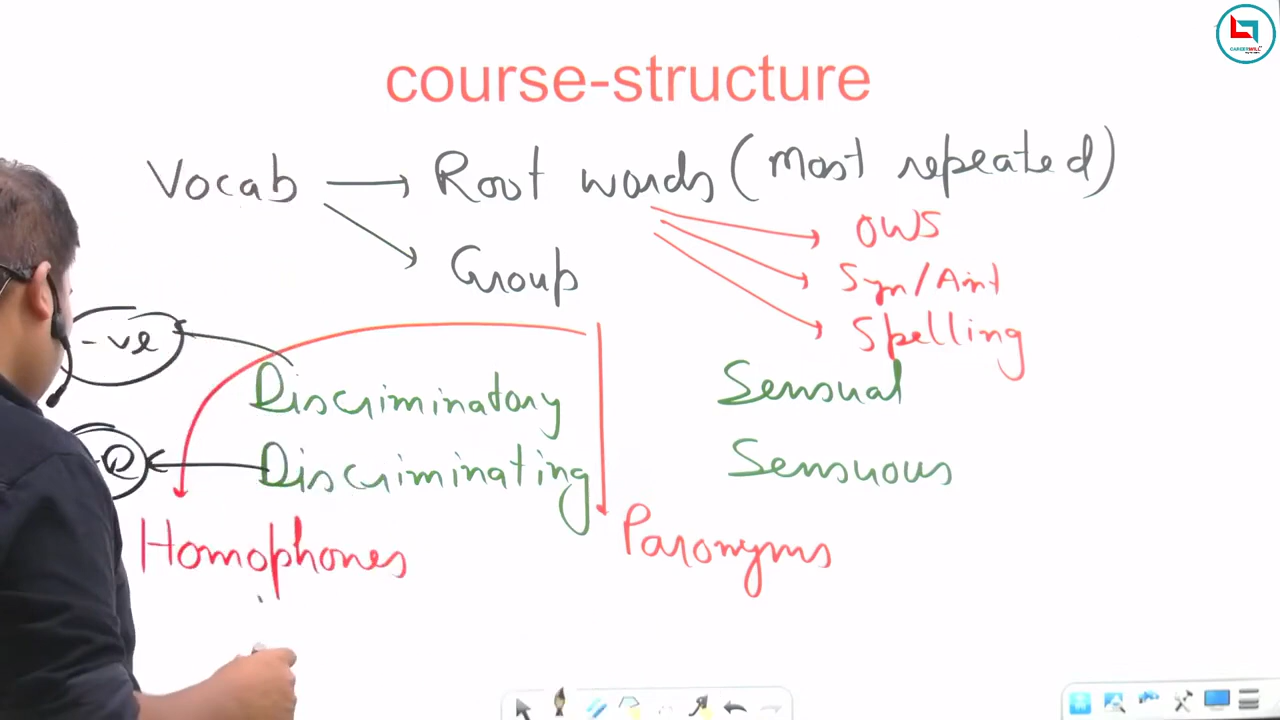 course-structure
Vocab → Root words (Most repeated)
OWS
Group
Syn/Ant
Spelling
-ve
Discriminatory
Sensual
Discriminating
Sensuous
Homophones
Paronyms